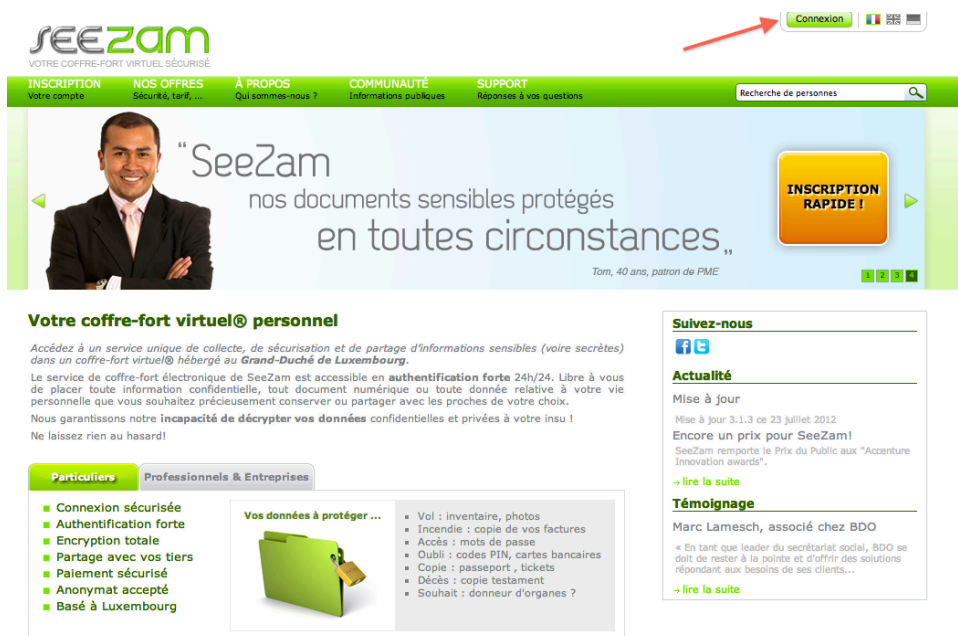 Connexion
SEEZam
VOTRE COFFRE-FORT VIRTUEL SÉCURISÉ
INSCRIPTION
Votre compte
NOS OFFRES
Sécurité, tarif, ...
À PROPOS
Qui sommes-nous ?
COMMUNAUTÉ
Informations publiques
SUPPORT
Réponses à vos questions
Recherche de personnes
“SeeZam
nos documents sensibles protégés
en toutes circonstances„
Tom, 40 ans, patron de PME
INSCRIPTION
RAPIDE !
1 2 3 4
Votre coffre-fort virtuel® personnel
Accédez à un service unique de collecte, de sécurisation et de partage d'informations sensibles (voire secrètes)
dans un coffre-fort virtuel® hébergé au Grand-Duché de Luxembourg.
Le service de coffre-fort électronique de SeeZam est accessible en authentification forte 24h/24. Libre à vous
de placer toute information confidentielle, tout document numérique ou toute donnée relative à votre vie
personnelle que vous souhaitez précieusement conserver ou partager avec les proches de votre choix.
Nous garantissons notre incapacité de décrypter vos données confidentielles et privées à votre insu !
Ne laissez rien au hasard!
Particuliers
Professionnels & Entreprises
Connexion sécurisée
Authentification forte
Encryption totale
Partage avec vos tiers
Paiement sécurisé
Anonymat accepté
Basé à Luxembourg
Vos données à protéger ...
Vol : inventaire, photos
Incendie : copie de vos factures
Accès : mots de passe
Oubli : codes PIN, cartes bancaires
Copie : passeport , tickets
Décès : copie testament
Souhait : donneur d'organes ?
Suivez-nous
Actualité
Mise à jour
Mise à jour 3.1.3 ce 23 juillet 2012
Encore un prix pour SeeZam!
SeeZam remporte le Prix du Public aux "Accenture
Innovation awards".
→ lire la suite
Témoignage
Marc Lamesch, associé chez BDO
« En tant que leader du secrétariat social, BDO se
doit de rester à la pointe et d'offrir des solutions
répondant aux besoins de ses clients...
→ lire la suite